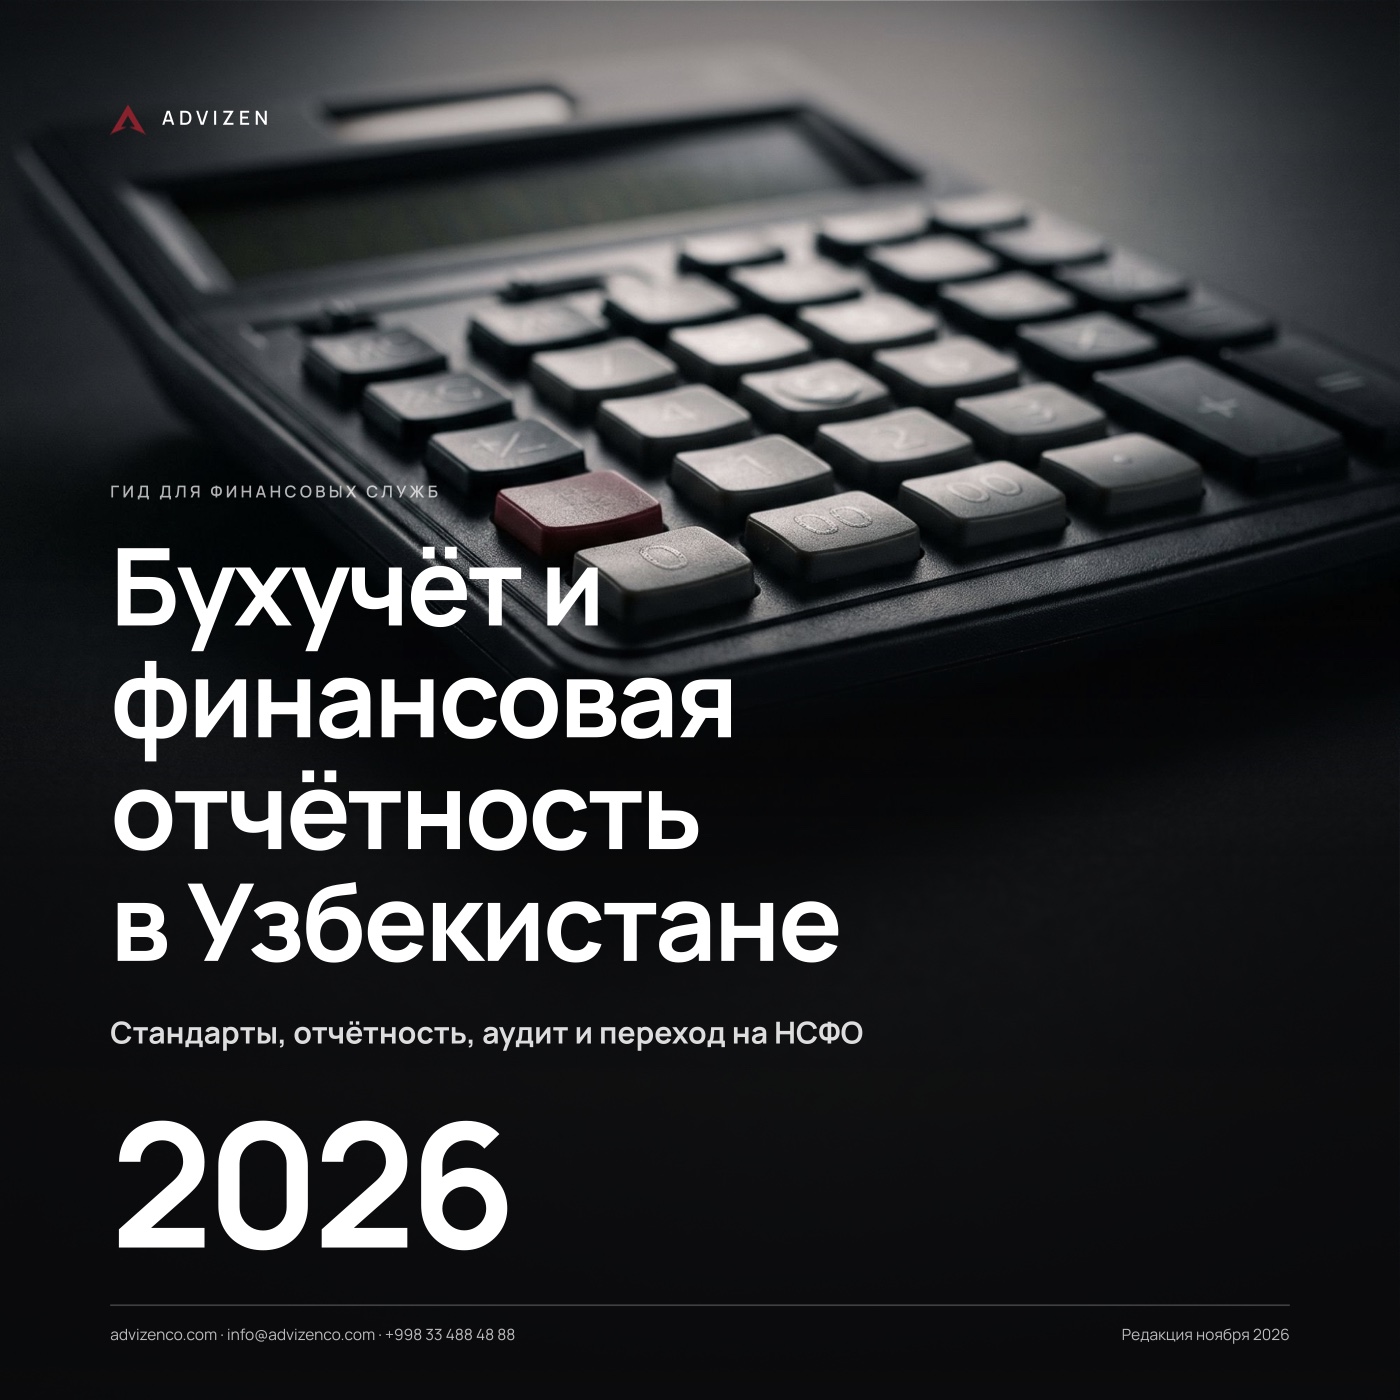 ADVIZEN
ГИД ДЛЯ ФИНАНСОВЫХ СЛУЖБ
Бухучёт и
финансовая
отчётность
в Узбекистане
Стандарты, отчётность, аудит и переход на НСФО
2026
advizenco.com · info@advizenco.com · +998 33 488 48 88
Редакция ноября 2026